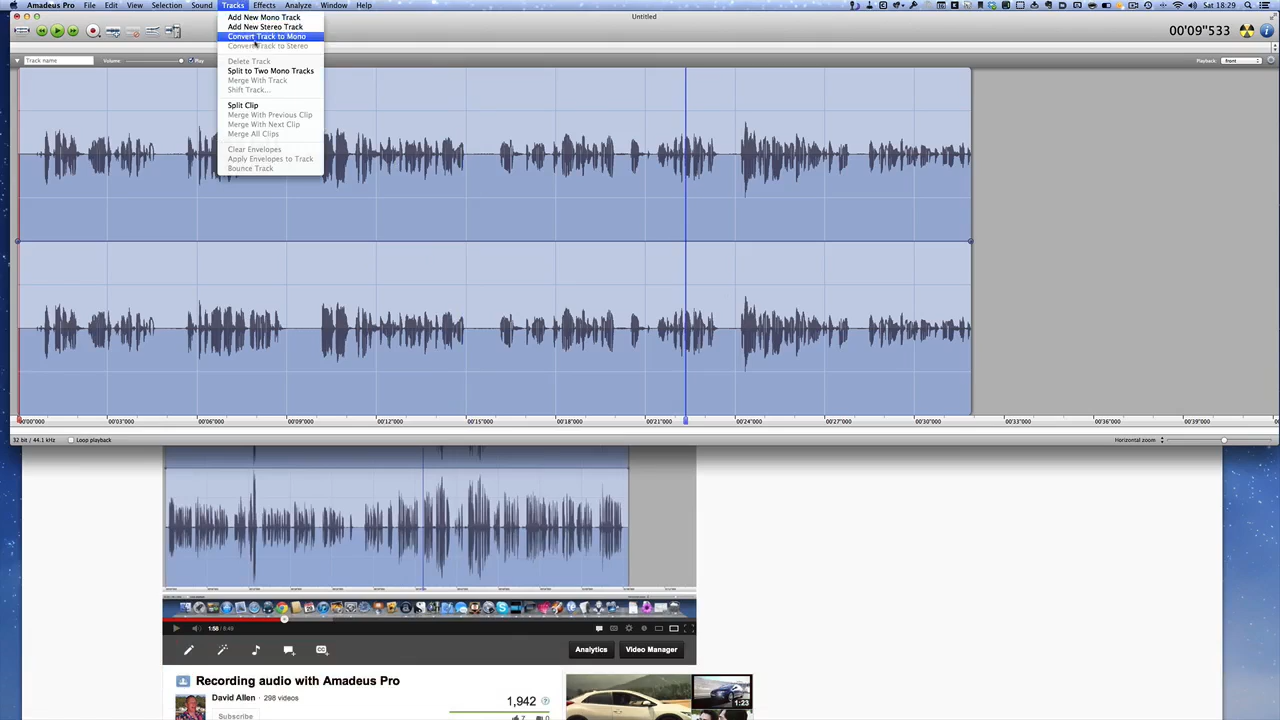 Amadeus Pro File Edit View Selection Sound Tracks Effects Analyze Window Help Sat 18:29
Untitled
Add New Mono Track
Add New Stereo Track
Convert Track to Mono
Convert Track to Stereo
Delete Track
Split to Two Mono Tracks
Merge With Track
Shift Track...
Split Clip
Merge With Previous Clip
Merge With Next Clip
Merge All Clips
Clear Envelopes
Apply Envelopes to Track
Bounce Track
00'09"533
Track name Volume: Play Playback: front
00'00"000 00'03"000 00'06"000 00'09"000 00'12"000 00'15"000 00'18"000 00'21"000 00'24"000 00'27"000 00'30"000 00'33"000 00'36"000 00'39"000
32 bit / 44.1 kHz Loop playback Horizontal zoom
1:58 / 8:49
Analytics Video Manager
Recording audio with Amadeus Pro
David Allen · 298 videos
Subscribe
1,942
7 0
1:23